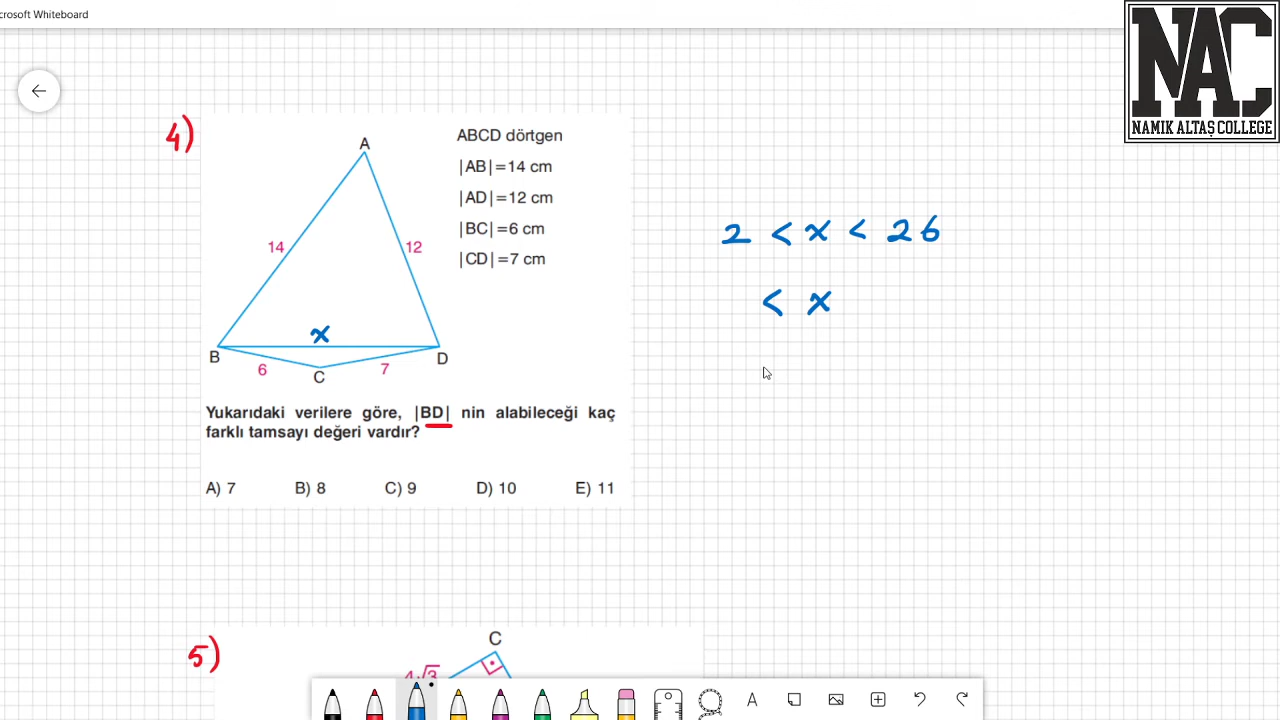 crosoft Whiteboard
NAC
NAMIK ALTAŞ COLLEGE
4)
A
14
12
x
B
D
6
7
C
ABCD dörtgen
|AB|=14 cm
|AD|=12 cm
|BC|=6 cm
|CD|=7 cm
2 < x < 26
< x
Yukarıdaki verilere göre, |BD| nin alabileceği kaç
farklı tamsayı değeri vardır?
A) 7 B) 8 C) 9 D) 10 E) 11
5)
C
4√3
A